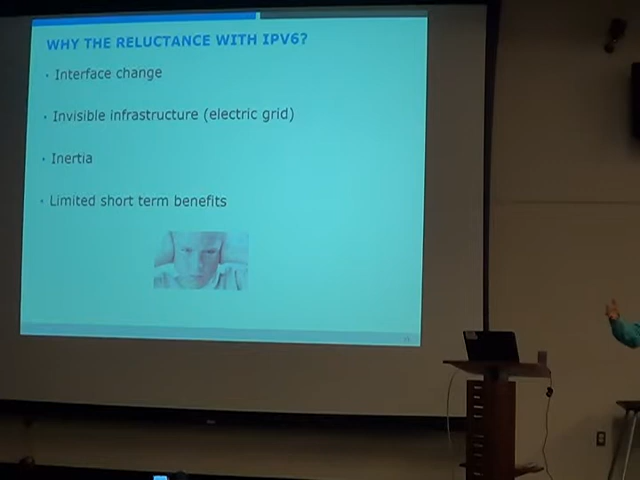 WHY THE RELUCTANCE WITH IPV6?
· Interface change
· Invisible infrastructure (electric grid)
· Inertia
· Limited short term benefits